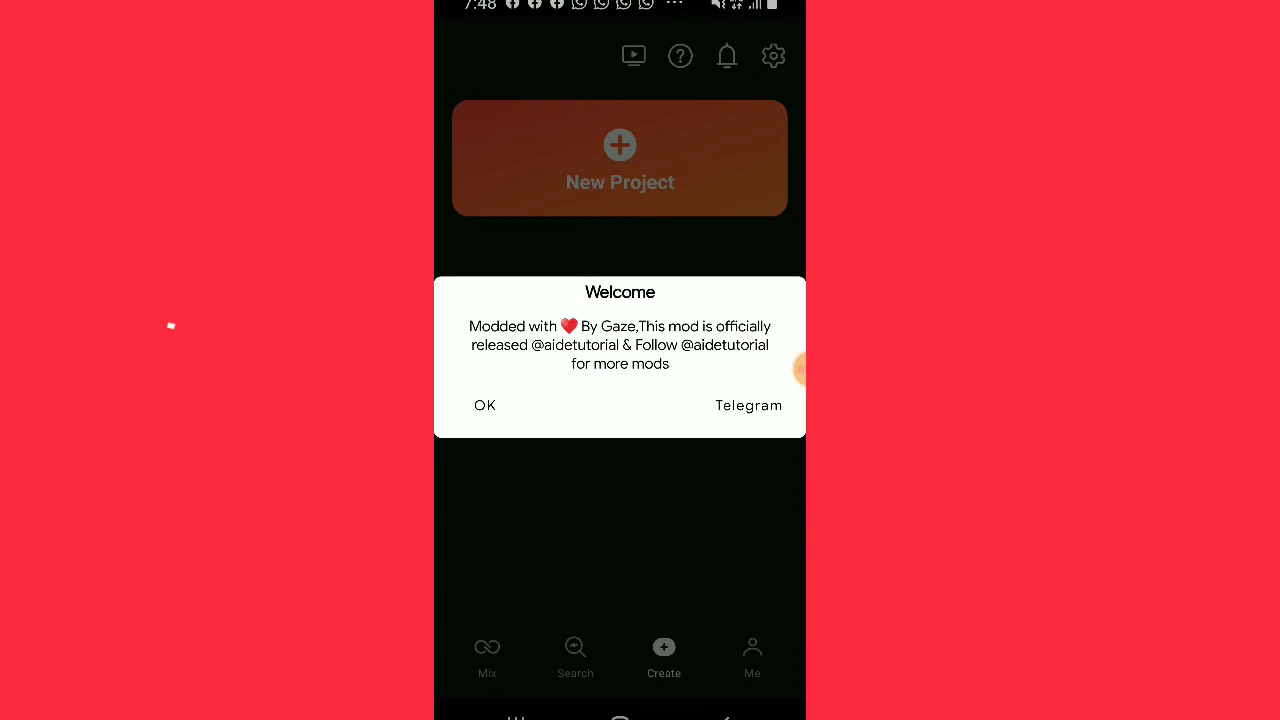 7:48
New Project
Welcome
Modded with ❤️ By Gaze,This mod is officially
released @aidetutorial & Follow @aidetutorial
for more mods
OK Telegram
Mix Search Create Me